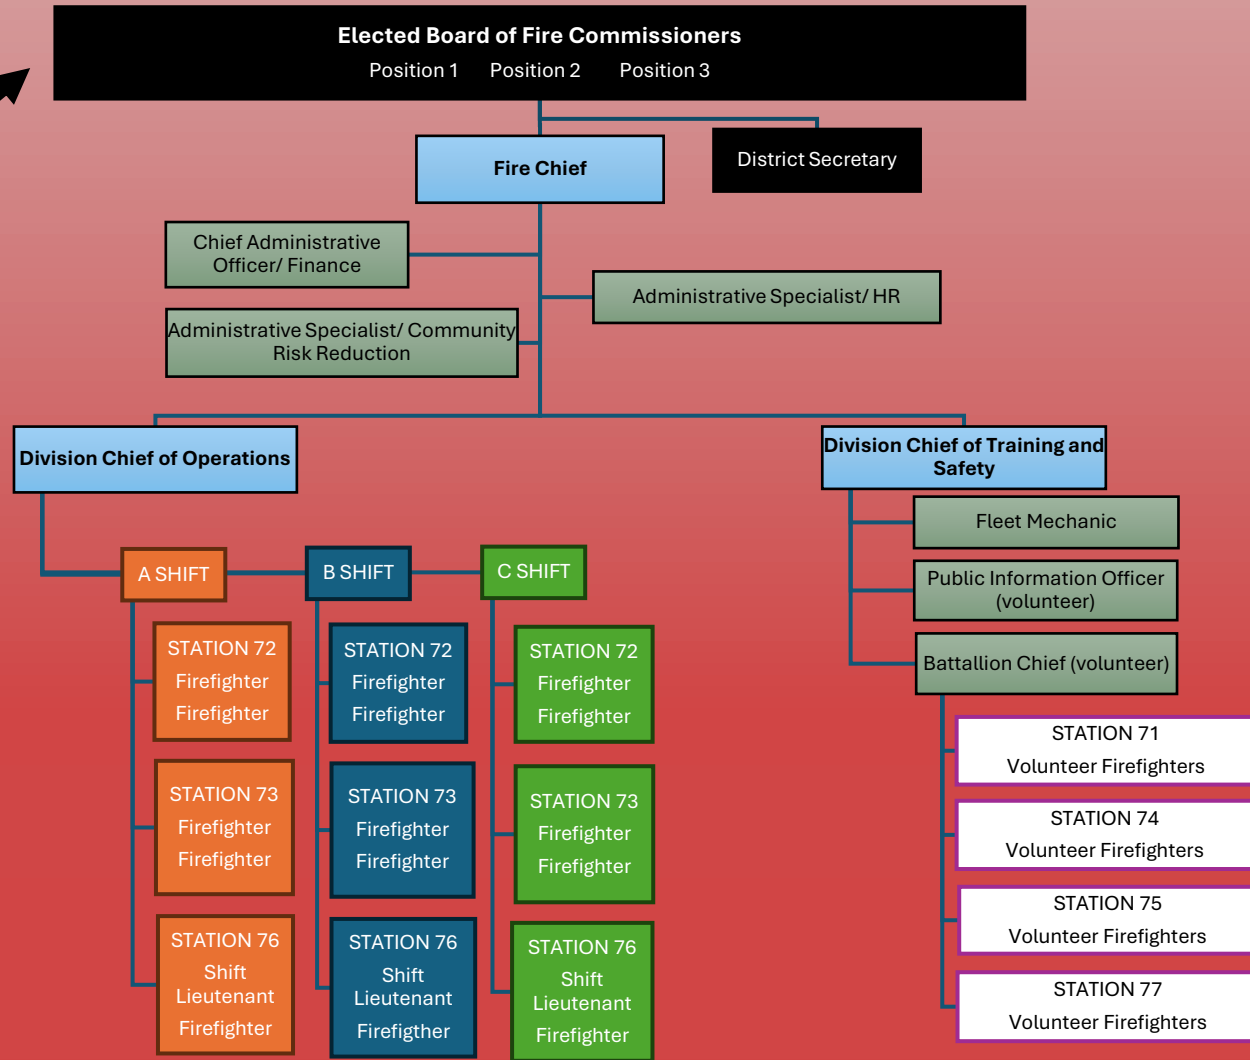 Elected Board of Fire Commissioners
Position 1 Position 2 Position 3
Fire Chief
District Secretary
Chief Administrative
Officer/ Finance
Administrative Specialist/ HR
Administrative Specialist/ Community
Risk Reduction
Division Chief of Operations
Division Chief of Training and
Safety
Fleet Mechanic
Public Information Officer
(volunteer)
Battallion Chief (volunteer)
A SHIFT
B SHIFT
C SHIFT
STATION 72
Firefighter
Firefighter
STATION 73
Firefighter
Firefighter
STATION 76
Shift
Lieutenant
Firefighter
STATION 72
Firefighter
Firefighter
STATION 73
Firefighter
Firefighter
STATION 76
Shift
Lieutenant
Firefigther
STATION 72
Firefighter
Firefighter
STATION 73
Firefighter
Firefighter
STATION 76
Shift
Lieutenant
Firefighter
STATION 71
Volunteer Firefighters
STATION 74
Volunteer Firefighters
STATION 75
Volunteer Firefighters
STATION 77
Volunteer Firefighters